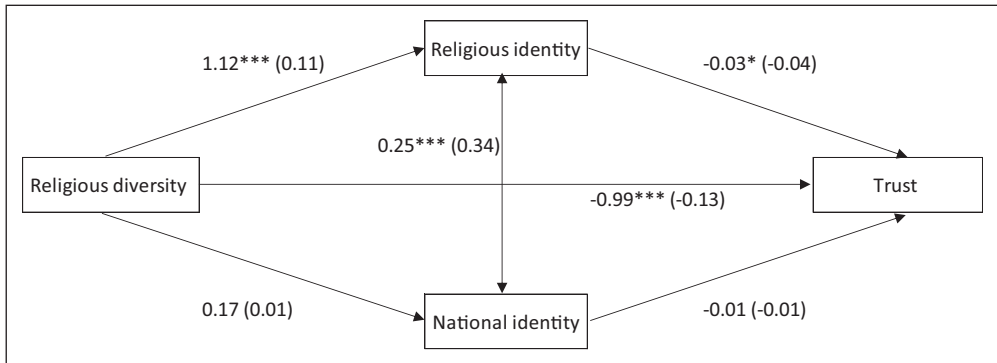 Religious identity
1.12*** (0.11)
-0.03* (-0.04)
0.25*** (0.34)
Religious diversity
Trust
-0.99*** (-0.13)
0.17 (0.01)
National identity
-0.01 (-0.01)